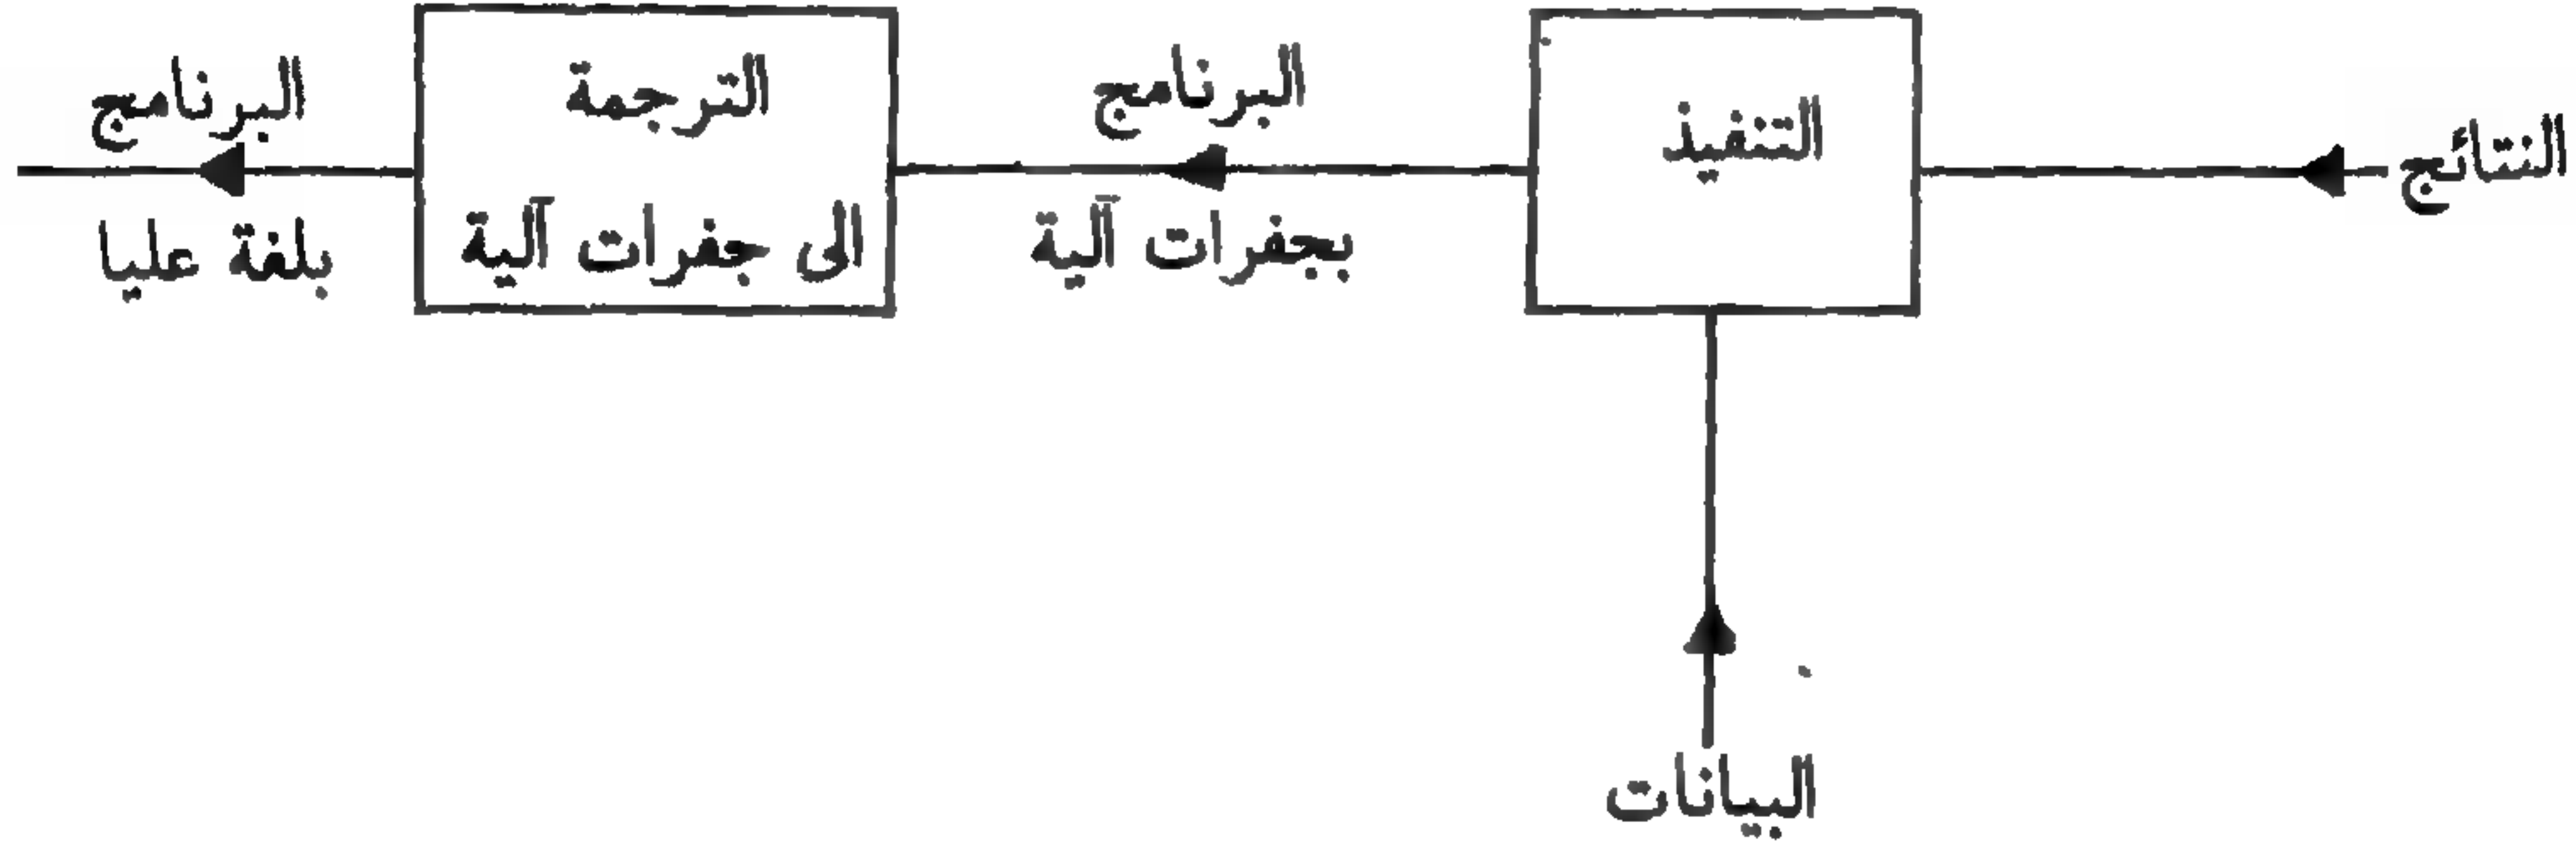 النتائج
التنفيذ
البرنامج
بجفرات آلية
الترجمة
الى جفرات آلية
البرنامج
بلغة عليا
البيانات